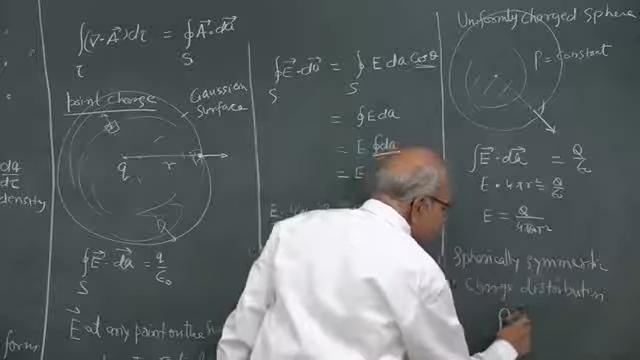 ∫(∇·A⃗)dτ = ∮A⃗·da⃗
τ S
point charge
Gaussian
Surface
q r
∮E⃗·da⃗ = q/ε₀
S
E⃗ at any point on the
dq/dτ
density
form
∮E⃗·da⃗ = ∮ E da cosθ
S S
= ∮E da
= E ∮da
= E
Uniformly charged Sphere
ρ = constant
∫E⃗·da⃗ = Q/ε₀
E·4πr² = Q/ε₀
E = Q/4πε₀r²
Spherically symmetric
charge distribution